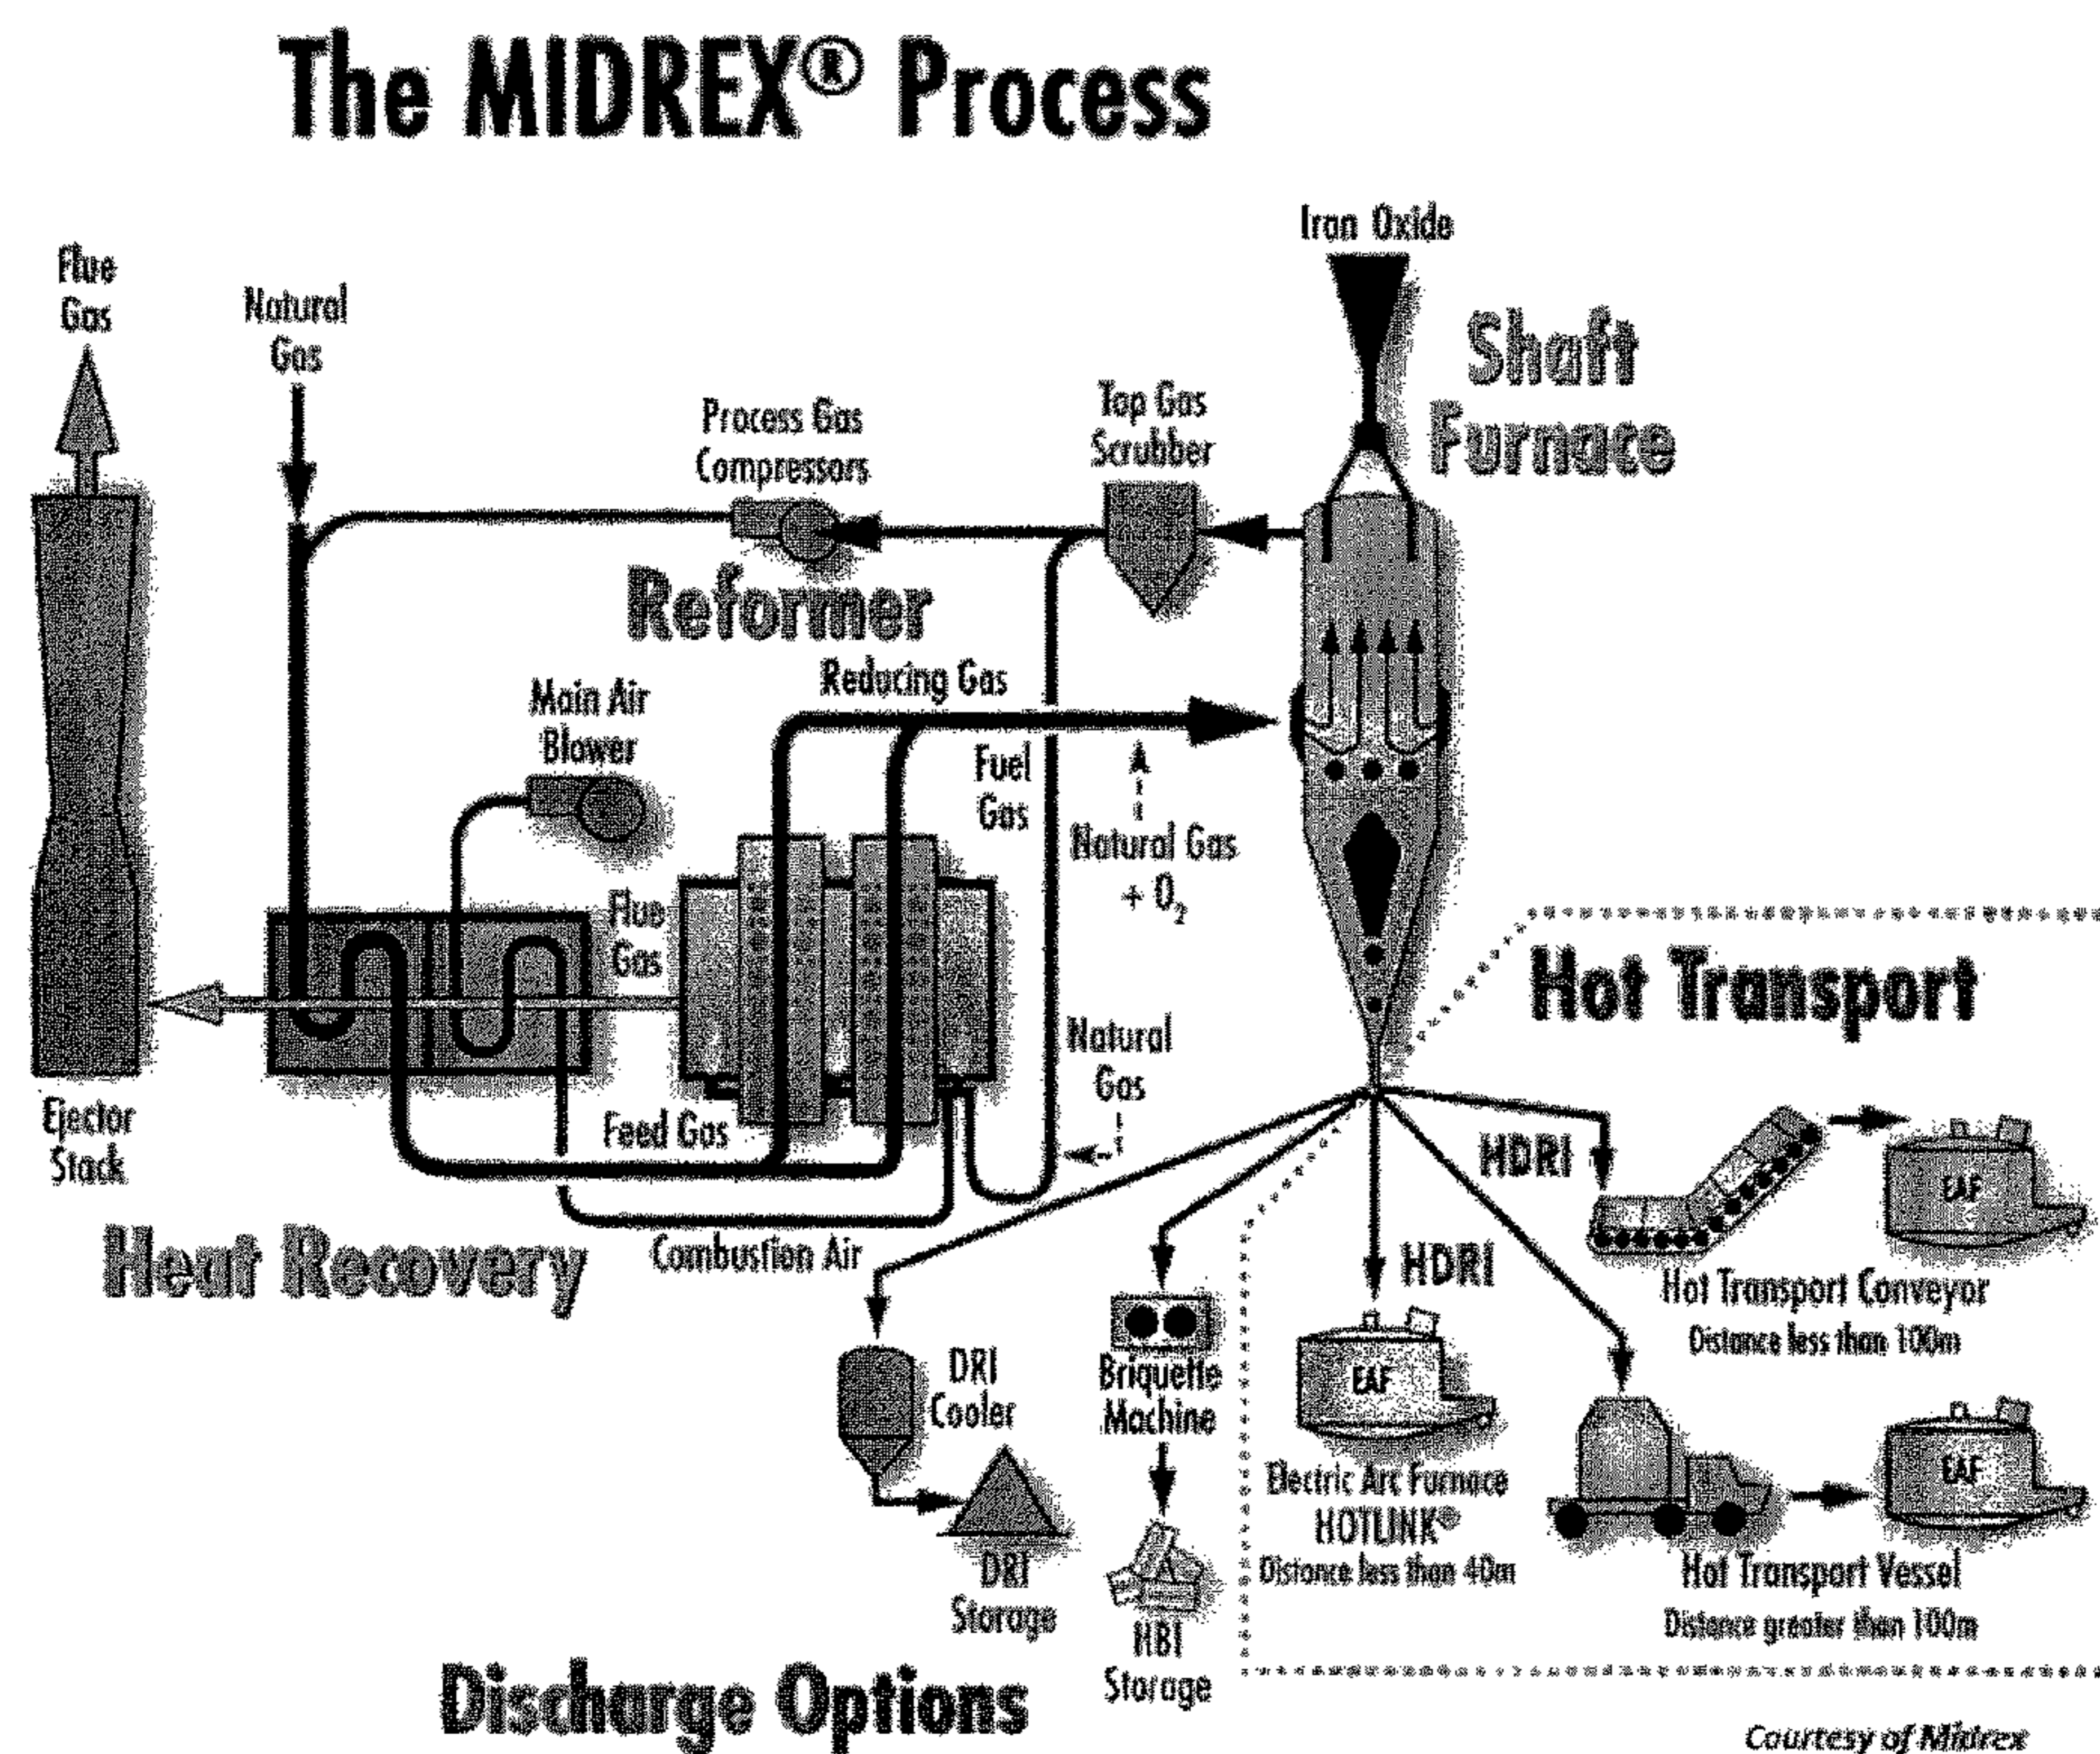 The MIDREX® Process
Iron Oxide
Flue
Gas
Natural
Gas
Shaft
Furnace
Process Gas
Compressors
Top Gas
Scrubber
Reformer
Reducing Gas
Main Air
Blower
Fuel
Gas
Natural Gas
+ O2
Flue
Gas
Hot Transport
Natural
Gas
Ejector
Stack
Feed Gas
HDRI
EAF
Heat Recovery
Combustion Air
HDRI
Hot Transport Conveyor
Distance less than 100m
DRI
Cooler
Briquette
Machine
EAF
EAF
Electric Arc Furnace
HOTLINK®
Distance less than 40m
DRI
Storage
Hot Transport Vessel
Distance greater than 100m
HBI
Storage
Discharge Options
Courtesy of Midrex